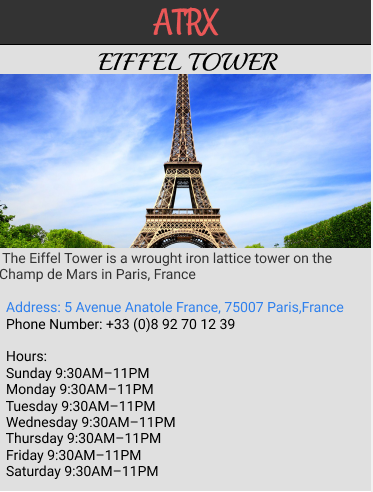 ATRX
EIFFEL TOWER
The Eiffel Tower is a wrought iron lattice tower on the
Champ de Mars in Paris, France
Address: 5 Avenue Anatole France, 75007 Paris,France
Phone Number: +33 (0)8 92 70 12 39
Hours:
Sunday 9:30AM–11PM
Monday 9:30AM–11PM
Tuesday 9:30AM–11PM
Wednesday 9:30AM–11PM
Thursday 9:30AM–11PM
Friday 9:30AM–11PM
Saturday 9:30AM–11PM